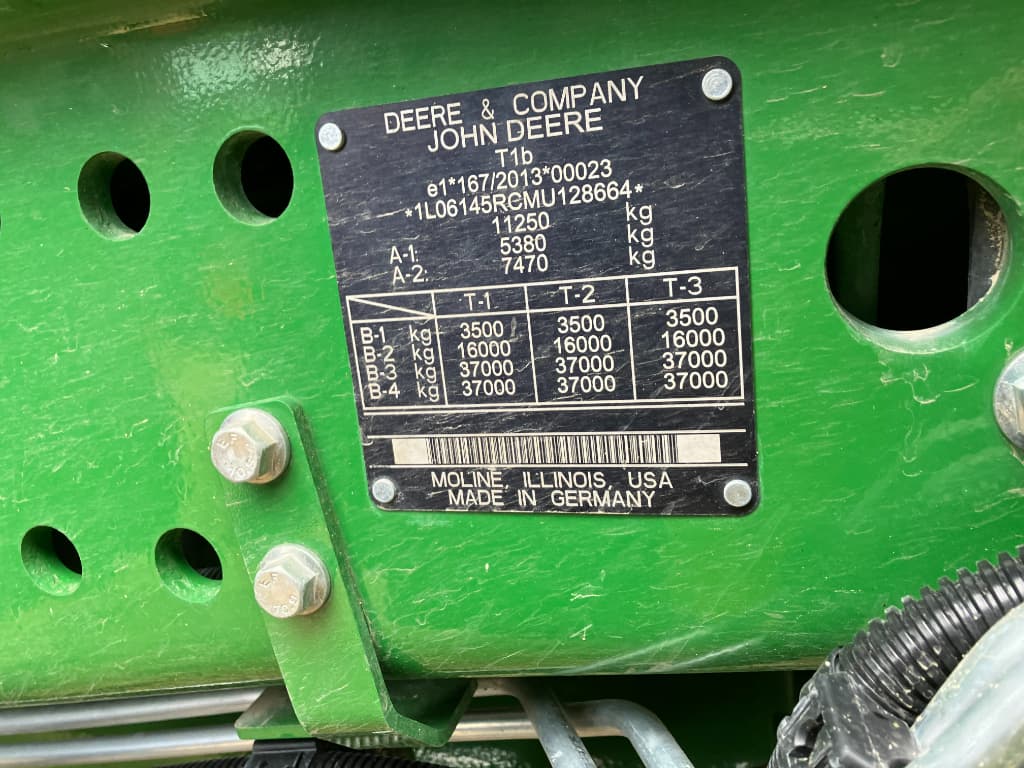 DEERE & COMPANY
JOHN DEERE
T1b
e1*167/2013*00023
*1L06145RCMU128664*
11250 kg
A-1: 5380 kg
A-2: 7470 kg
T-1 T-2 T-3
B-1 kg 3500 3500 3500
B-2 kg 16000 16000 16000
B-3 kg 37000 37000 37000
B-4 kg 37000 37000 37000
MOLINE, ILLINOIS, USA
MADE IN GERMANY